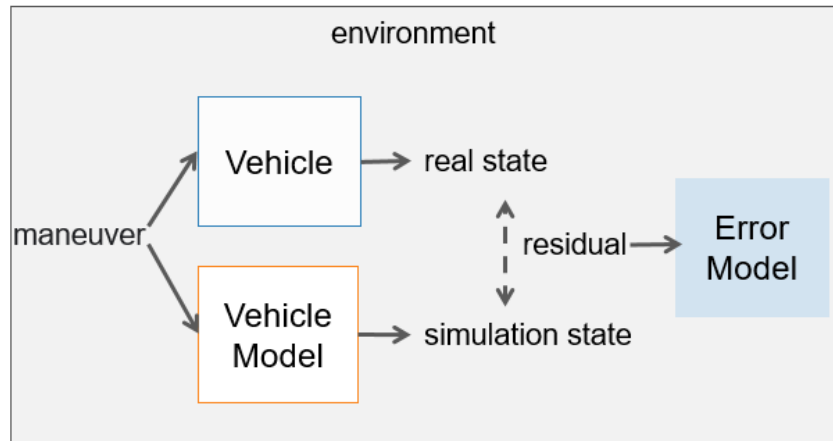 environment
Vehicle
real state
maneuver
residual
Error
Model
Vehicle
Model
simulation state